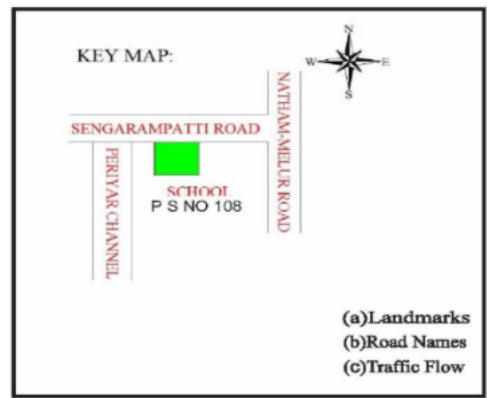 N
KEY MAP:
W E
S
SENGARAMPATTI ROAD
NATHAM-MELUR ROAD
PERIYAR CHANNEL
SCHOOL
P S NO 108
(a)Landmarks
(b)Road Names
(c)Traffic Flow